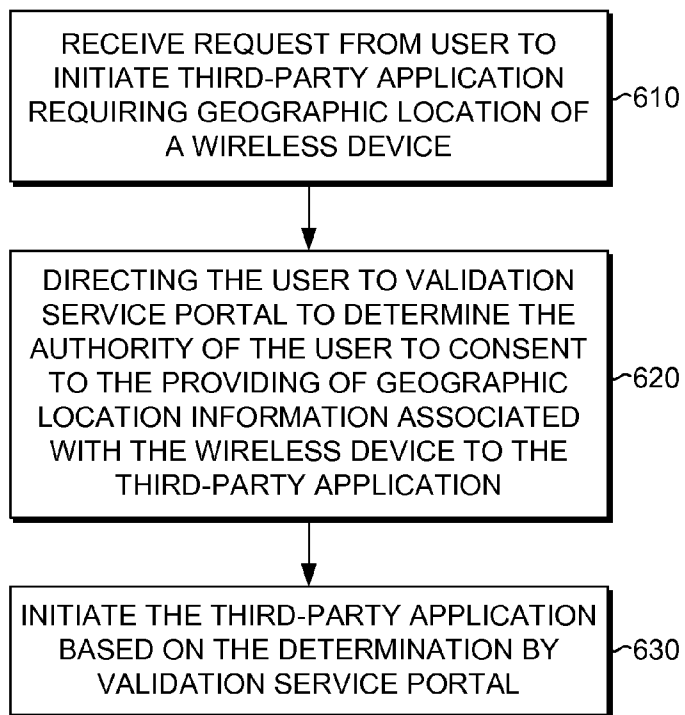 RECEIVE REQUEST FROM USER TO
INITIATE THIRD-PARTY APPLICATION
REQUIRING GEOGRAPHIC LOCATION OF
A WIRELESS DEVICE
610
DIRECTING THE USER TO VALIDATION
SERVICE PORTAL TO DETERMINE THE
AUTHORITY OF THE USER TO CONSENT
TO THE PROVIDING OF GEOGRAPHIC
LOCATION INFORMATION ASSOCIATED
WITH THE WIRELESS DEVICE TO THE
THIRD-PARTY APPLICATION
620
INITIATE THE THIRD-PARTY APPLICATION
BASED ON THE DETERMINATION BY
VALIDATION SERVICE PORTAL
630